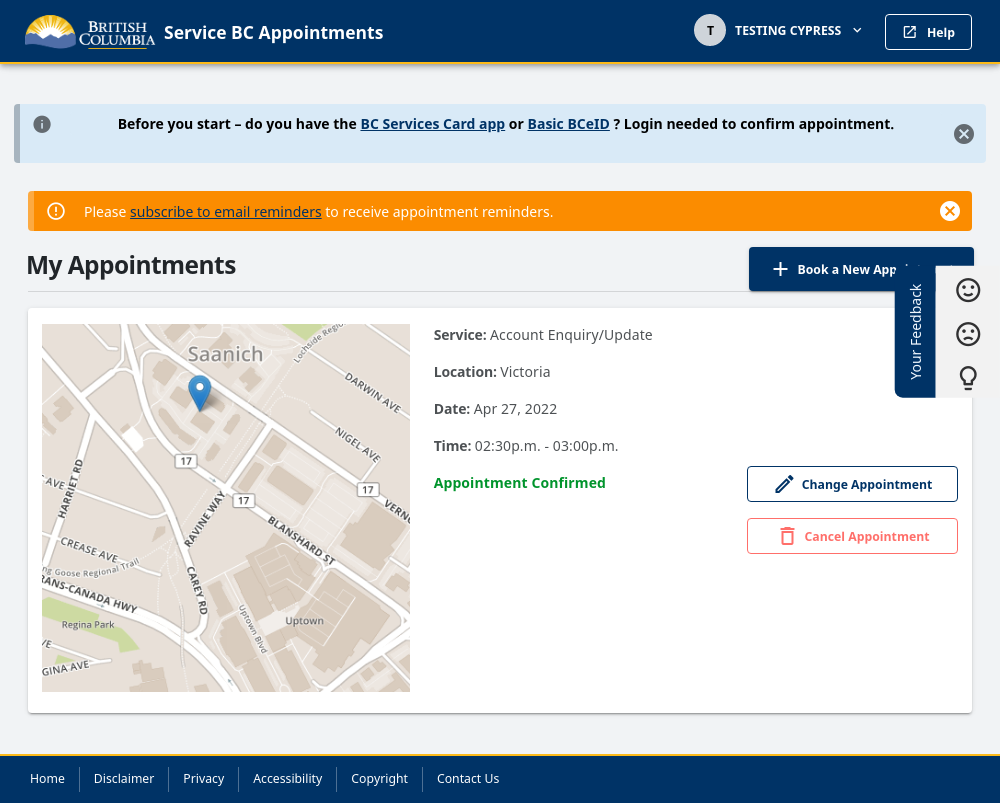 BRITISH
COLUMBIA
Service BC Appointments
T
TESTING CYPRESS
Help
Before you start – do you have the BC Services Card app or Basic BCeID ? Login needed to confirm appointment.
Please subscribe to email reminders to receive appointment reminders.
My Appointments
Book a New
Your Feedback
Service: Account Enquiry/Update
Location: Victoria
Date: Apr 27, 2022
Time: 02:30p.m. - 03:00p.m.
Appointment Confirmed
Change Appointment
Cancel Appointment
Saanich
Lochside
DARWIN AVE
NIGEL AVE
17
17
17
HARRIET RD
AVE
RAVINE WAY
BLANSHARD ST
CREASE AVE
Goose Regional Trail
CAREY RD
RANS-CANADA HWY
Regina Park
Uptown
Uptown Blvd
GINA AVE
Home
Disclaimer
Privacy
Accessibility
Copyright
Contact Us